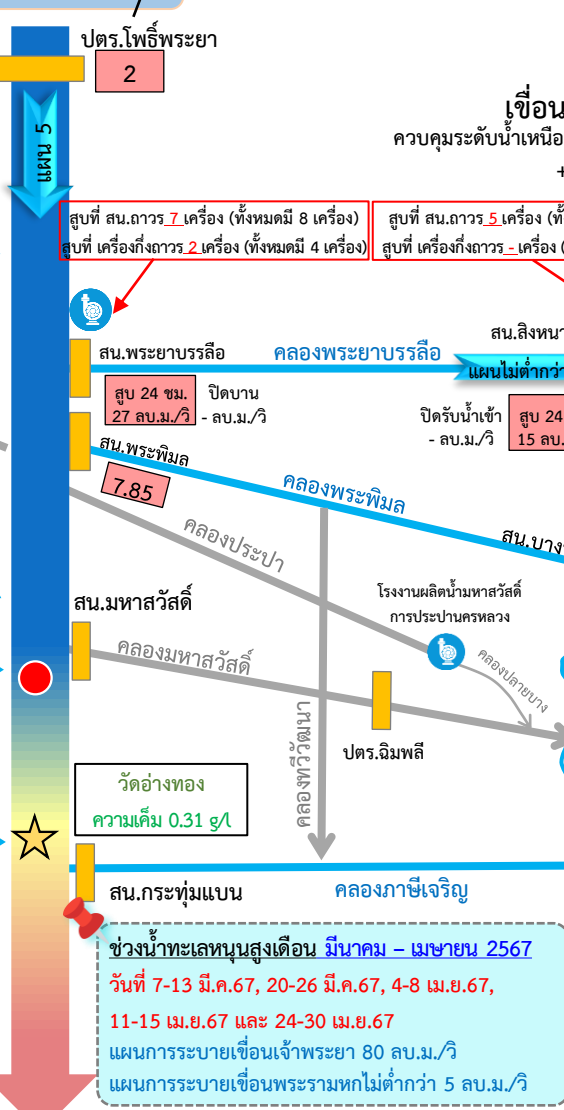 ปตร.โพธิ์พระยา
2
แผน 5
เขื่อน
ควบคุมระดับน้ำเหนือ
+
สูบที่ สน.ถาวร 7 เครื่อง (ทั้งหมดมี 8 เครื่อง)
สูบที่ เครื่องกึ่งถาวร 2 เครื่อง (ทั้งหมดมี 4 เครื่อง)
สูบที่ สน.ถาวร 5 เครื่อง (ทั้
สูบที่ เครื่องกึ่งถาวร - เครื่อง (
สน.พระยาบรรลือ
คลองพระยาบรรลือ
สน.สิงหนา
แผนไม่ต่ำกว่า
สูบ 24 ชม.
27 ลบ.ม./วิ
ปิดบาน
- ลบ.ม./วิ
ปิดรับน้ำเข้า
- ลบ.ม./วิ
สูบ 24
15 ลบ.
สน.พระพิมล
7.85
คลองพระพิมล
สน.บาง
คลองประปา
สน.มหาสวัสดิ์
โรงงานผลิตน้ำมหาสวัสดิ์
การประปานครหลวง
คลองมหาสวัสดิ์
คลองปลายบาง
คลองทวีวัฒนา
ปตร.ฉิมพลี
วัดอ่างทอง
ความเค็ม 0.31 g/l
สน.กระทุ่มแบน
คลองภาษีเจริญ
ช่วงน้ำทะเลหนุนสูงเดือน มีนาคม – เมษายน 2567
วันที่ 7-13 มี.ค.67, 20-26 มี.ค.67, 4-8 เม.ย.67,
11-15 เม.ย.67 และ 24-30 เม.ย.67
แผนการระบายเขื่อนเจ้าพระยา 80 ลบ.ม./วิ
แผนการระบายเขื่อนพระรามหกไม่ต่ำกว่า 5 ลบ.ม./วิ